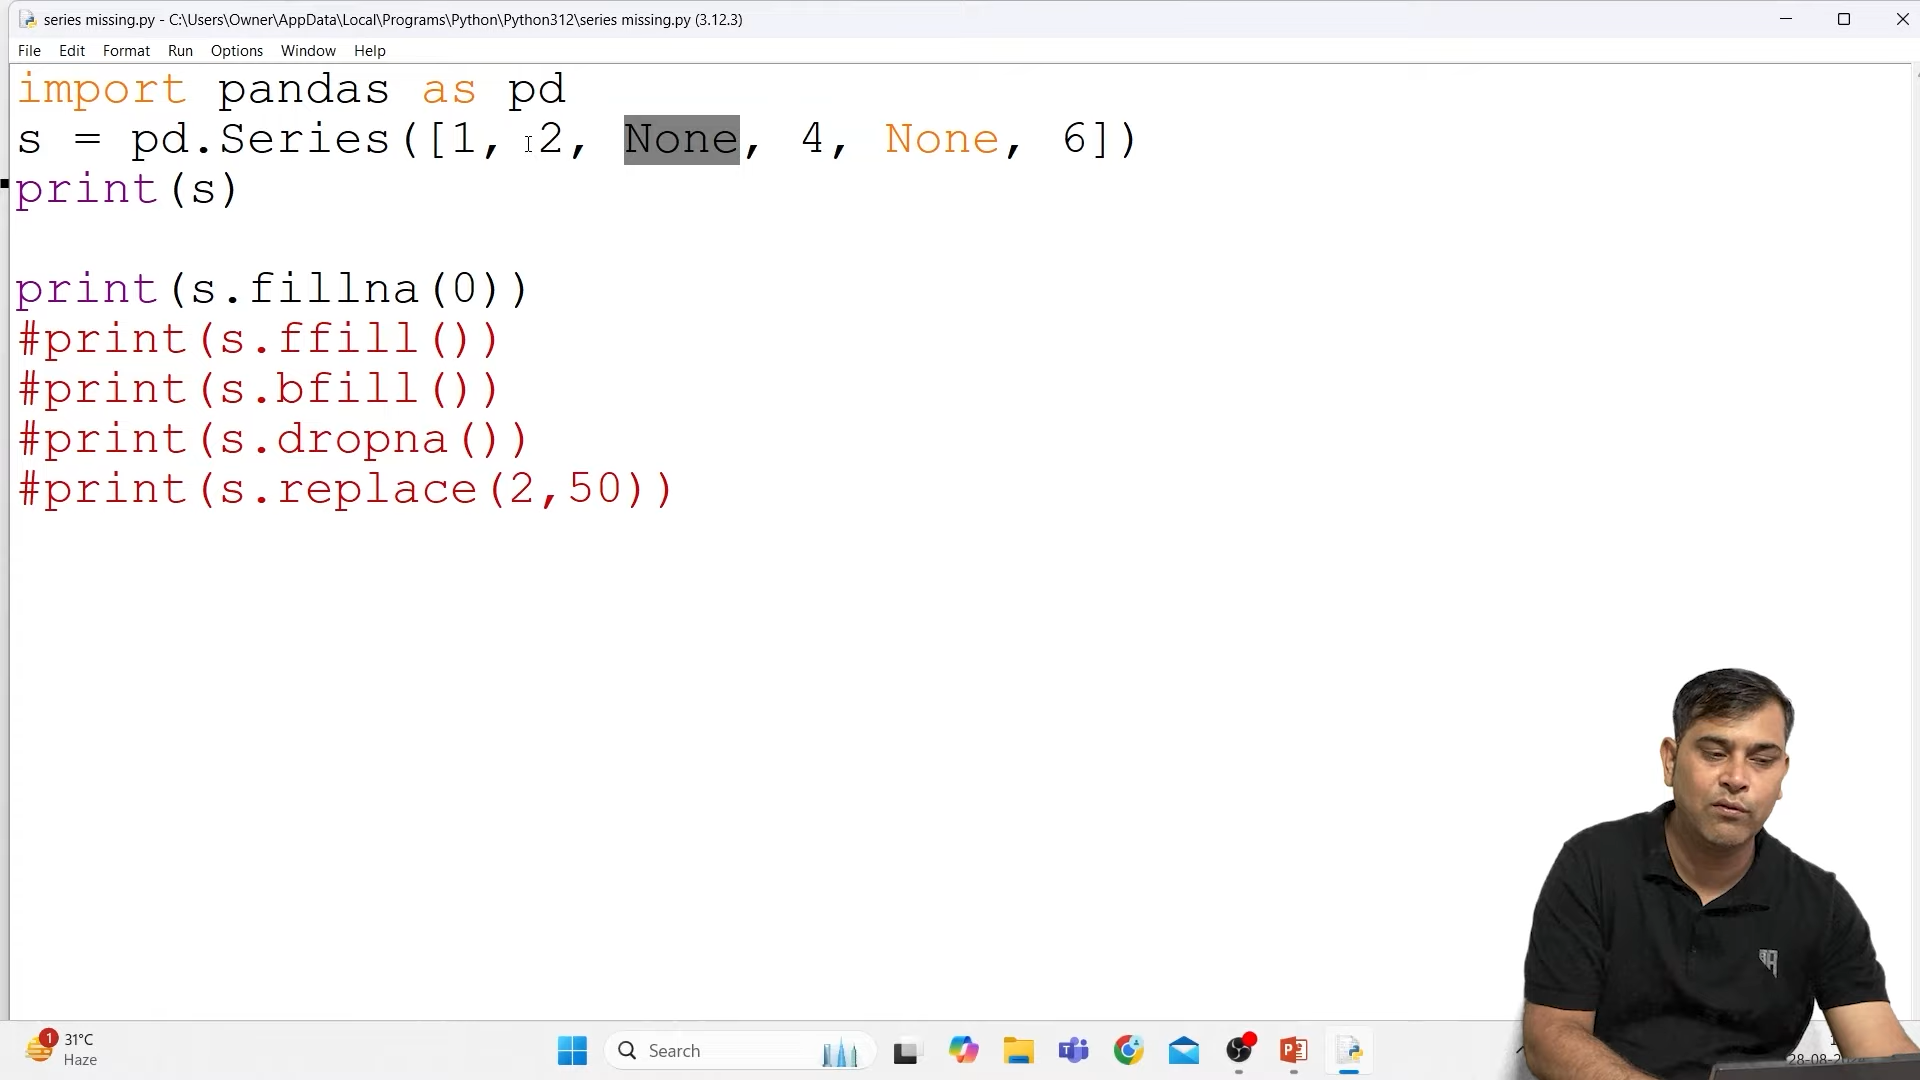 series missing.py - C:\Users\Owner\AppData\Local\Programs\Python\Python312\series missing.py (3.12.3)
File Edit Format Run Options Window Help
import pandas as pd
s = pd.Series([1, 2, None, 4, None, 6])
print(s)
print(s.fillna(0))
#print(s.ffill())
#print(s.bfill())
#print(s.dropna())
#print(s.replace(2,50))
1
31°C
Haze
Search